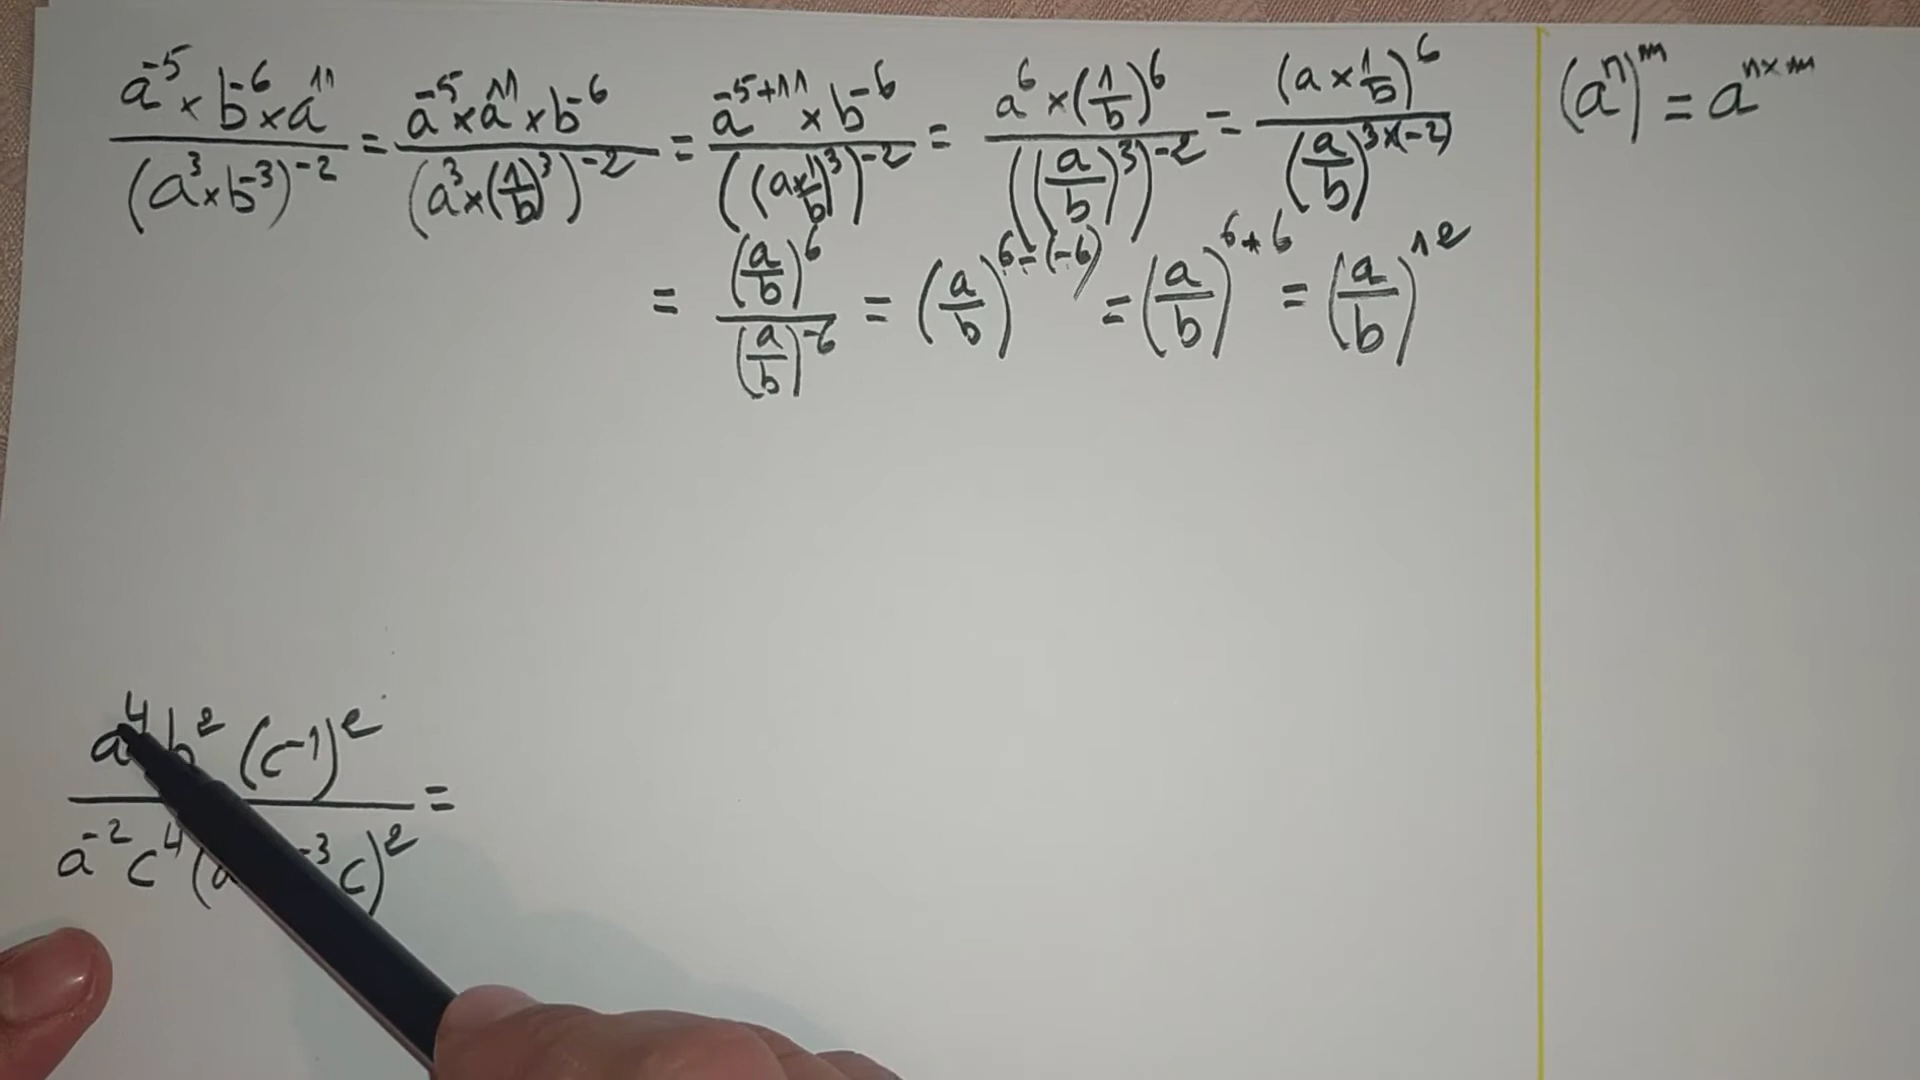 a⁻⁵ × b⁻⁶ × a¹¹ / (a³ × b⁻³)⁻² = a⁻⁵ × a¹¹ × b⁻⁶ / (a³ × (1/b)³)⁻² = a⁻⁵⁺¹¹ × b⁻⁶ / ((a × 1/b)³)⁻² = a⁶ × (1/b)⁶ / ((a/b)³)⁻² = (a × 1/b)⁶ / (a/b)³ˣ⁽⁻²⁾
= (a/b)⁶ / (a/b)⁻⁶ = (a/b)⁶⁻⁽⁻⁶⁾ = (a/b)⁶⁺⁶ = (a/b)¹²
(aⁿ)ᵐ = aⁿˣᵐ
a⁴ b² (c⁻¹)² / a⁻² c⁴ (a ⁻³ c)² =